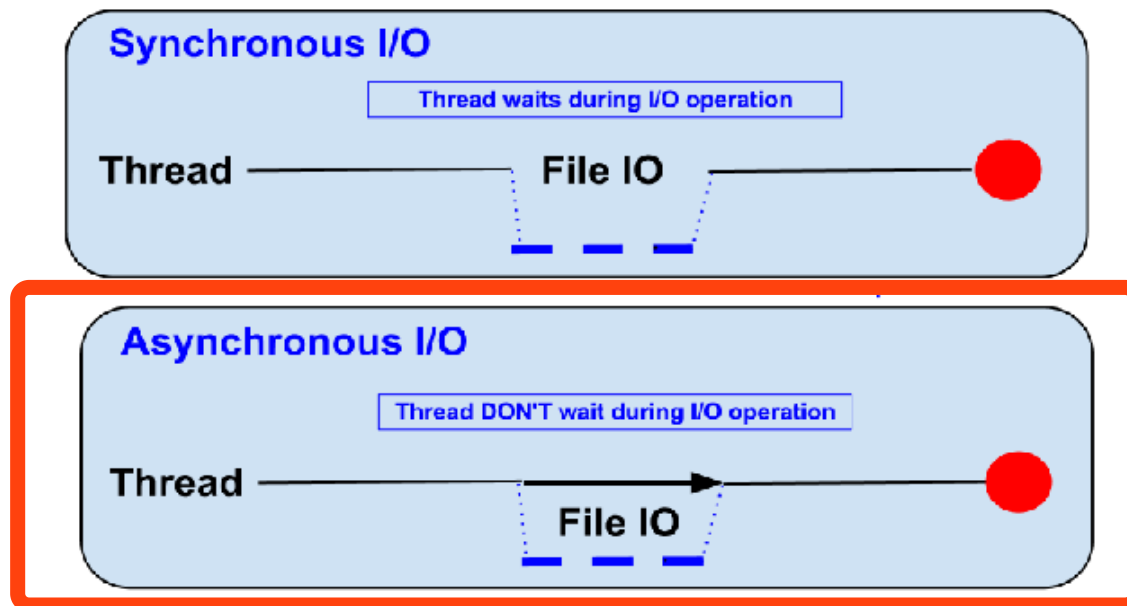 Synchronous I/O
Thread waits during I/O operation
Thread File IO
Asynchronous I/O
Thread DON'T wait during I/O operation
Thread
File IO